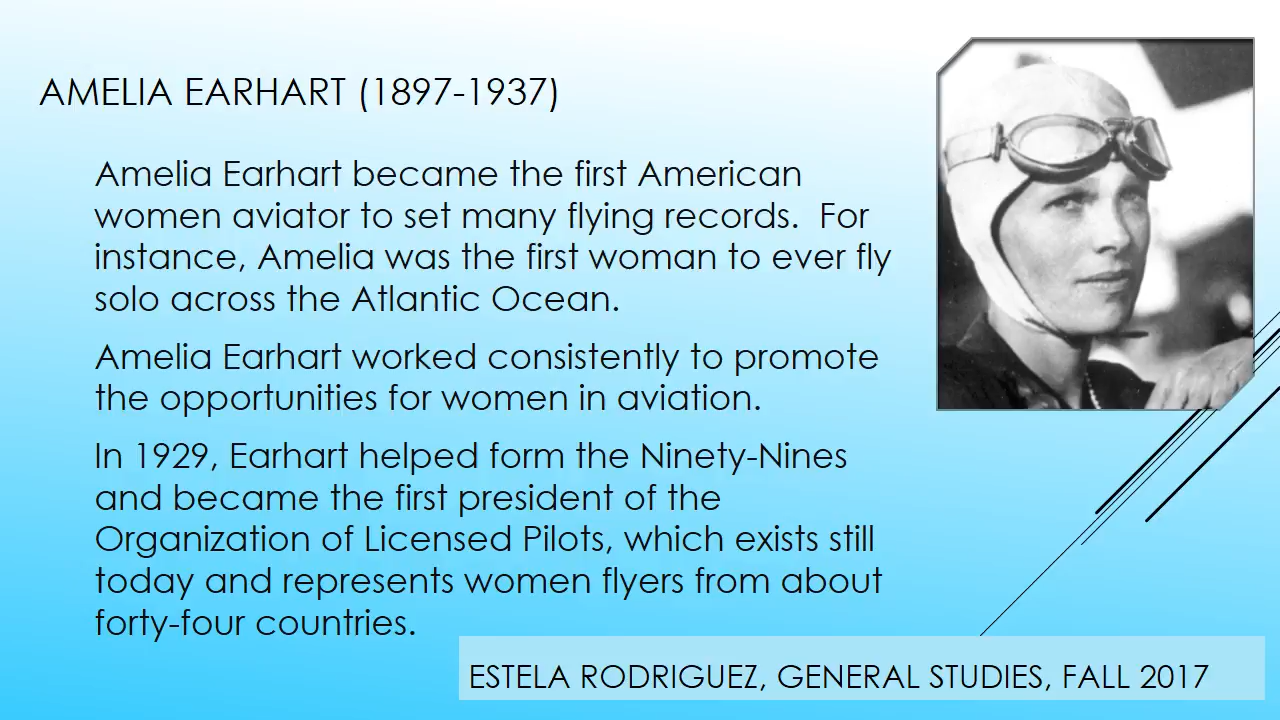 AMELIA EARHART (1897-1937)
Amelia Earhart became the first American
women aviator to set many flying records.  For
instance, Amelia was the first woman to ever fly
solo across the Atlantic Ocean.
Amelia Earhart worked consistently to promote
the opportunities for women in aviation.
In 1929, Earhart helped form the Ninety-Nines
and became the first president of the
Organization of Licensed Pilots, which exists still
today and represents women flyers from about
forty-four countries.
ESTELA RODRIGUEZ, GENERAL STUDIES, FALL 2017